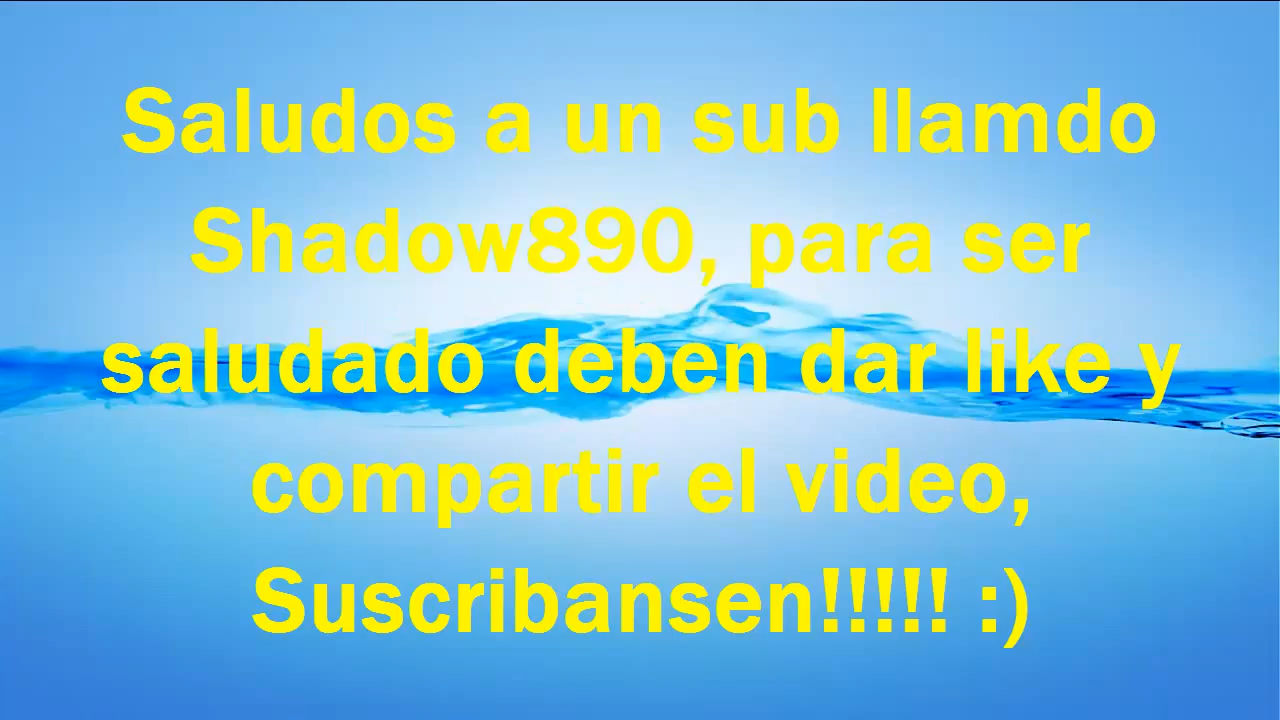 Saludos a un sub llamdo
Shadow890, para ser
saludado deben dar like y
compartir el video,
Suscribansen!!!!! :)